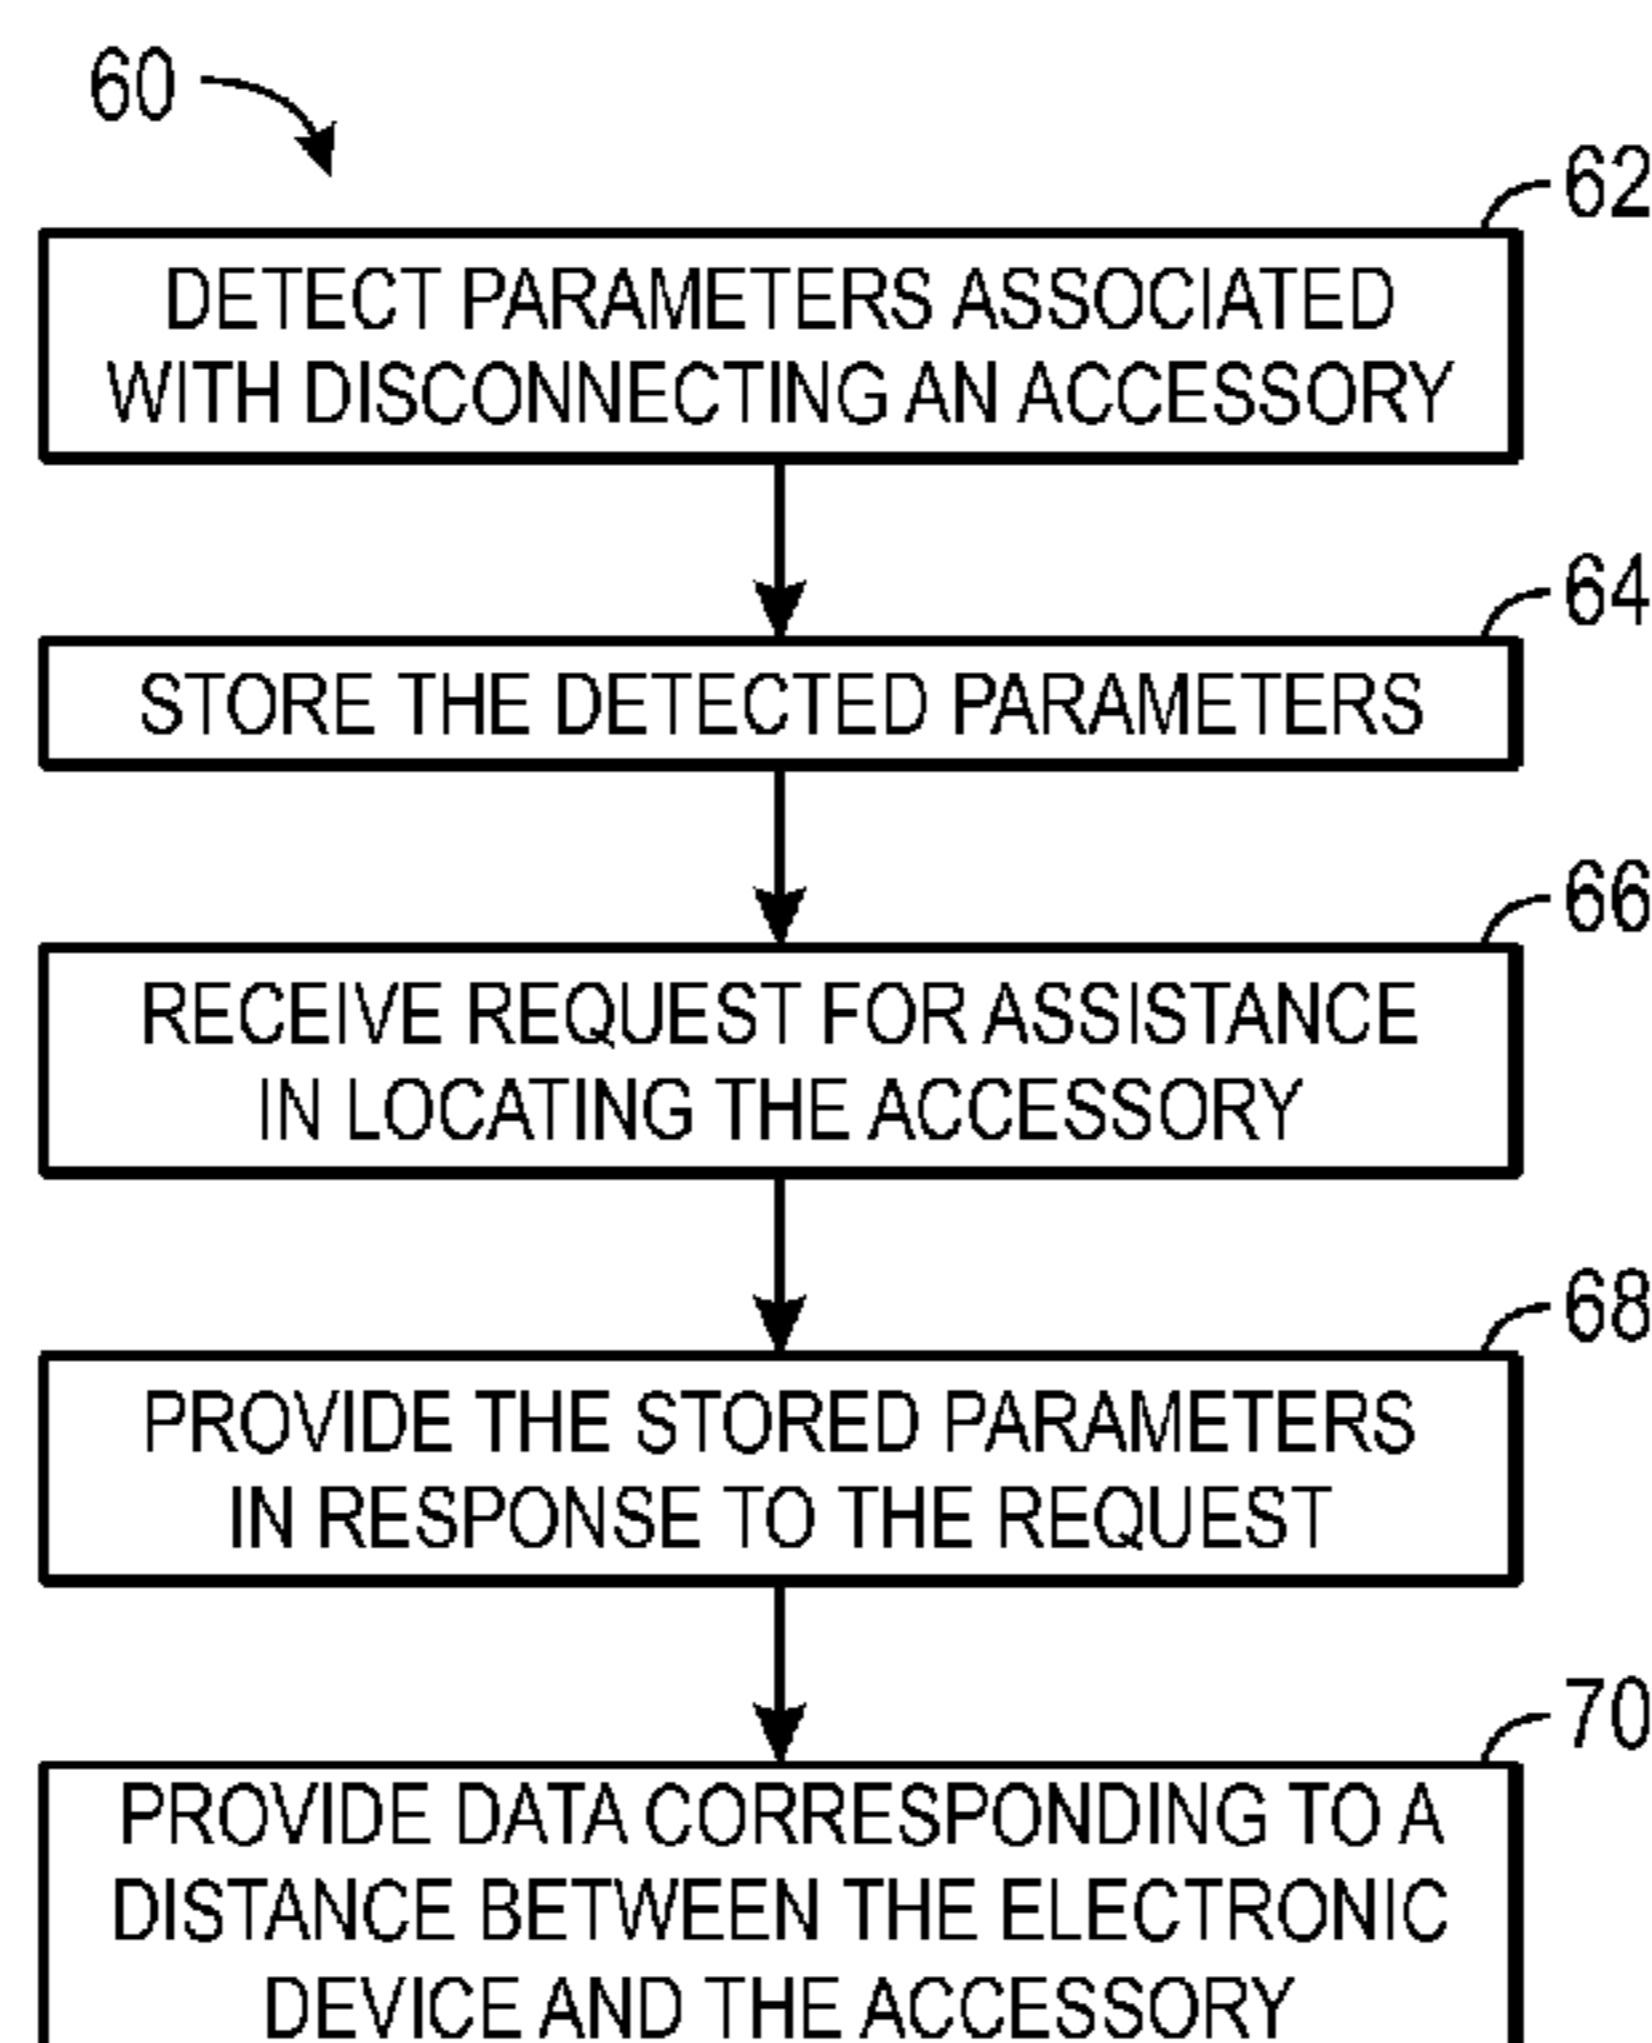 60
62
DETECT PARAMETERS ASSOCIATED
WITH DISCONNECTING AN ACCESSORY
64
STORE THE DETECTED PARAMETERS
66
RECEIVE REQUEST FOR ASSISTANCE
IN LOCATING THE ACCESSORY
68
PROVIDE THE STORED PARAMETERS
IN RESPONSE TO THE REQUEST
70
PROVIDE DATA CORRESPONDING TO A
DISTANCE BETWEEN THE ELECTRONIC
DEVICE AND THE ACCESSORY